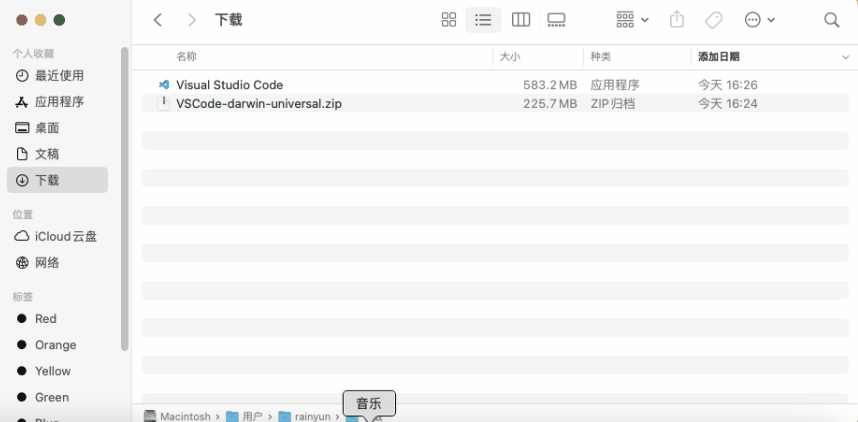 下载
个人收藏
最近使用
应用程序
桌面
文稿
下载
位置
iCloud云盘
网络
标签
Red
Orange
Yellow
Green
名称 大小 种类 添加日期
Visual Studio Code 583.2 MB 应用程序 今天 16:26
VSCode-darwin-universal.zip 225.7 MB ZIP归档 今天 16:24
音乐
Macintosh › 用户 › rainyun ›